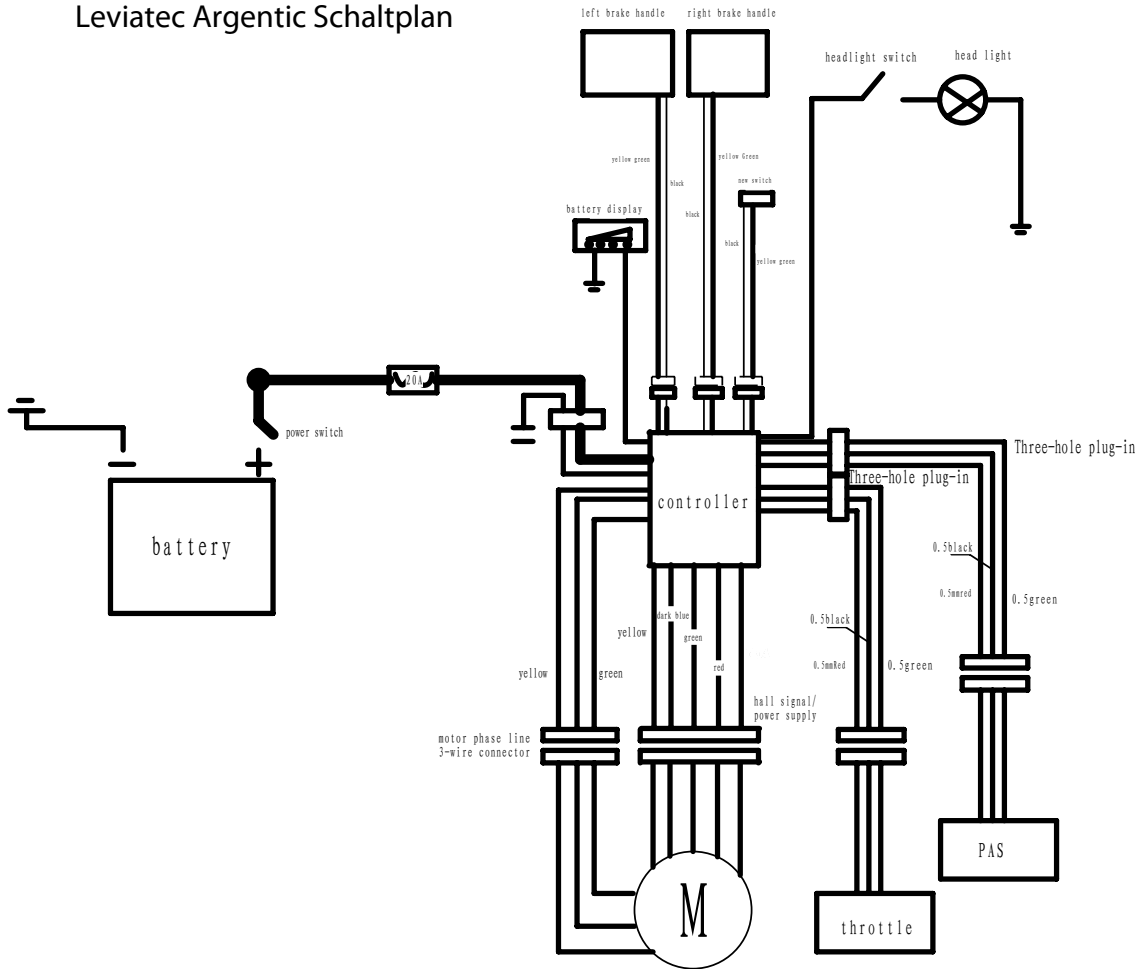 Leviatec Argentic Schaltplan
left brake handle
right brake handle
headlight switch
head light
yellow green
yellow Green
black
new switch
battery display
black
black
yellow green
20A
power switch
Three-hole plug-in
Three-hole plug-in
controller
battery
0.5black
0.5mmred
0.5green
dark blue
yellow
green
0.5black
yellow
green
red
0.5mmRed
0.5green
hall signal/
power supply
motor phase line
3-wire connector
PAS
M
throttle